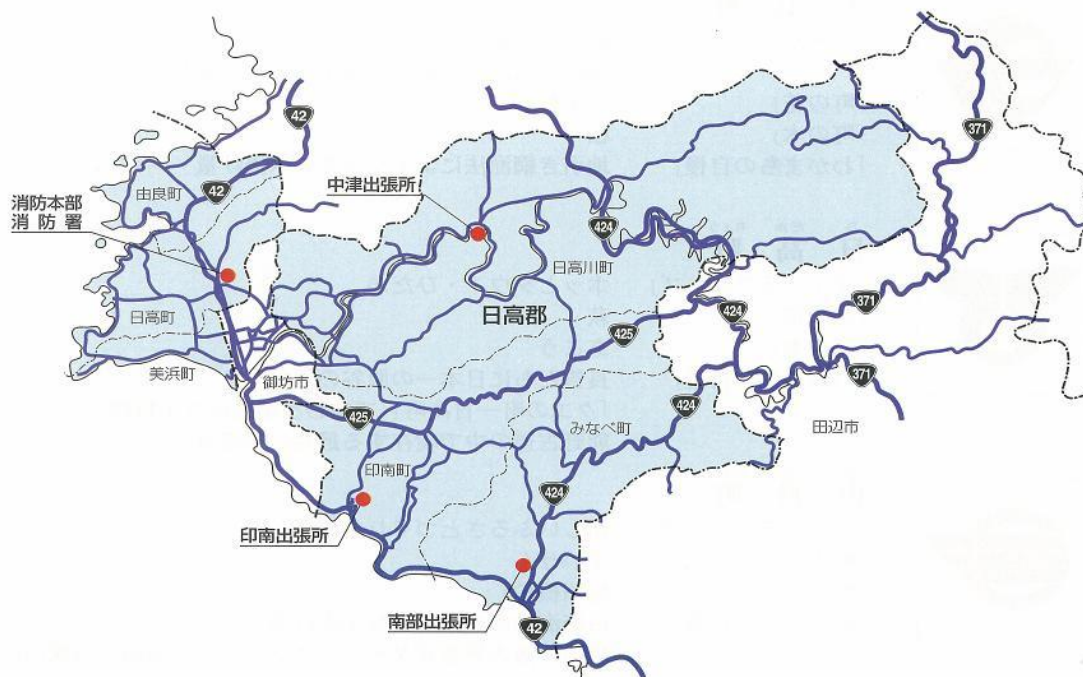 42
371
42
由良町
中津出張所
消防本部
消防署
424
日高川町
日高町
日高郡
371
424
425
美浜町
御坊市
371
425
424
みなべ町
田辺市
印南町
424
印南出張所
南部出張所
42